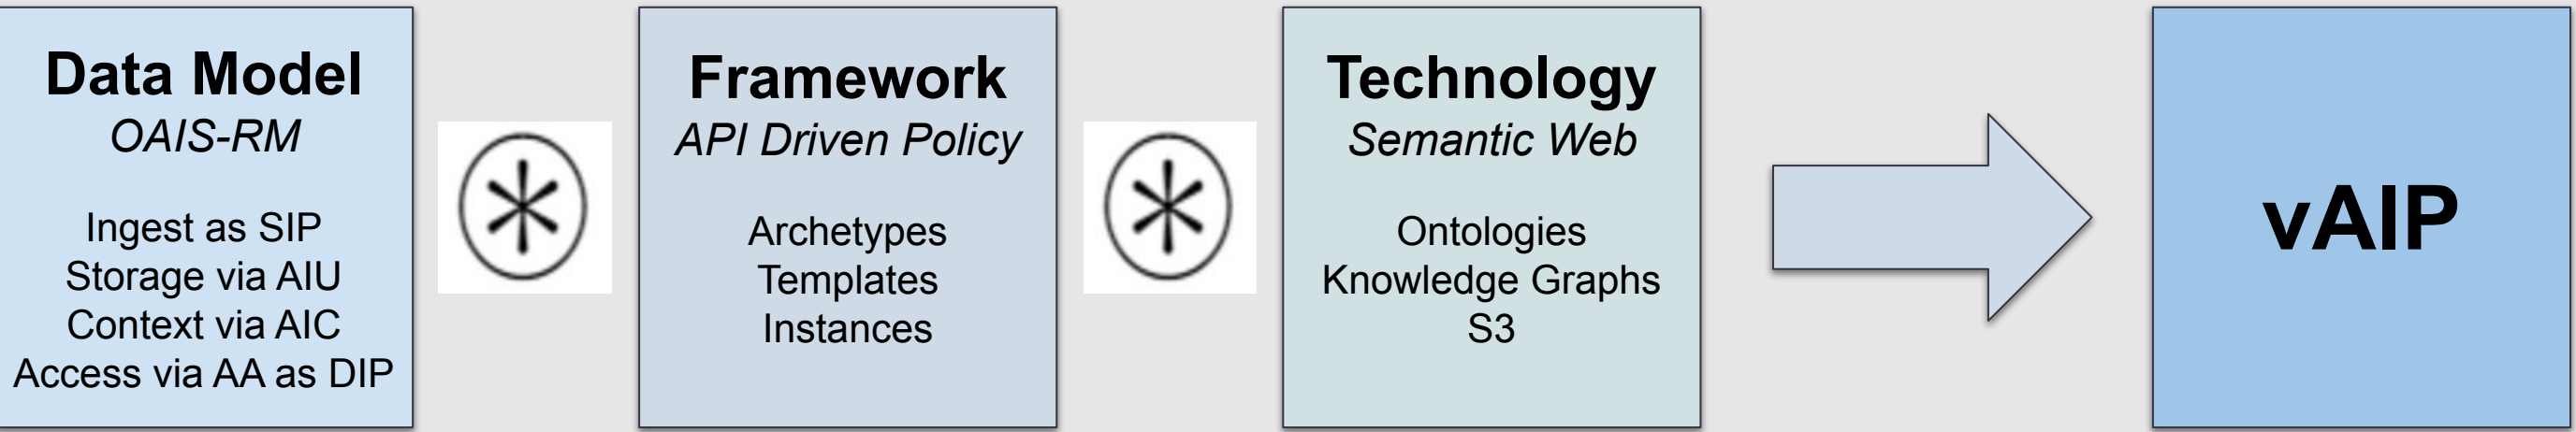 Data Model
OAIS-RM
Ingest as SIP
Storage via AIU
Context via AIC
Access via AA as DIP
Framework
API Driven Policy
Archetypes
Templates
Instances
Technology
Semantic Web
Ontologies
Knowledge Graphs
S3
vAIP